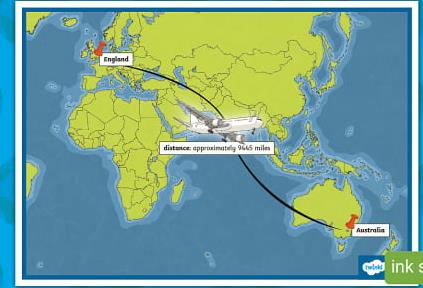 England
distance: approximately 9445 miles
Australia
twinkl
ink s